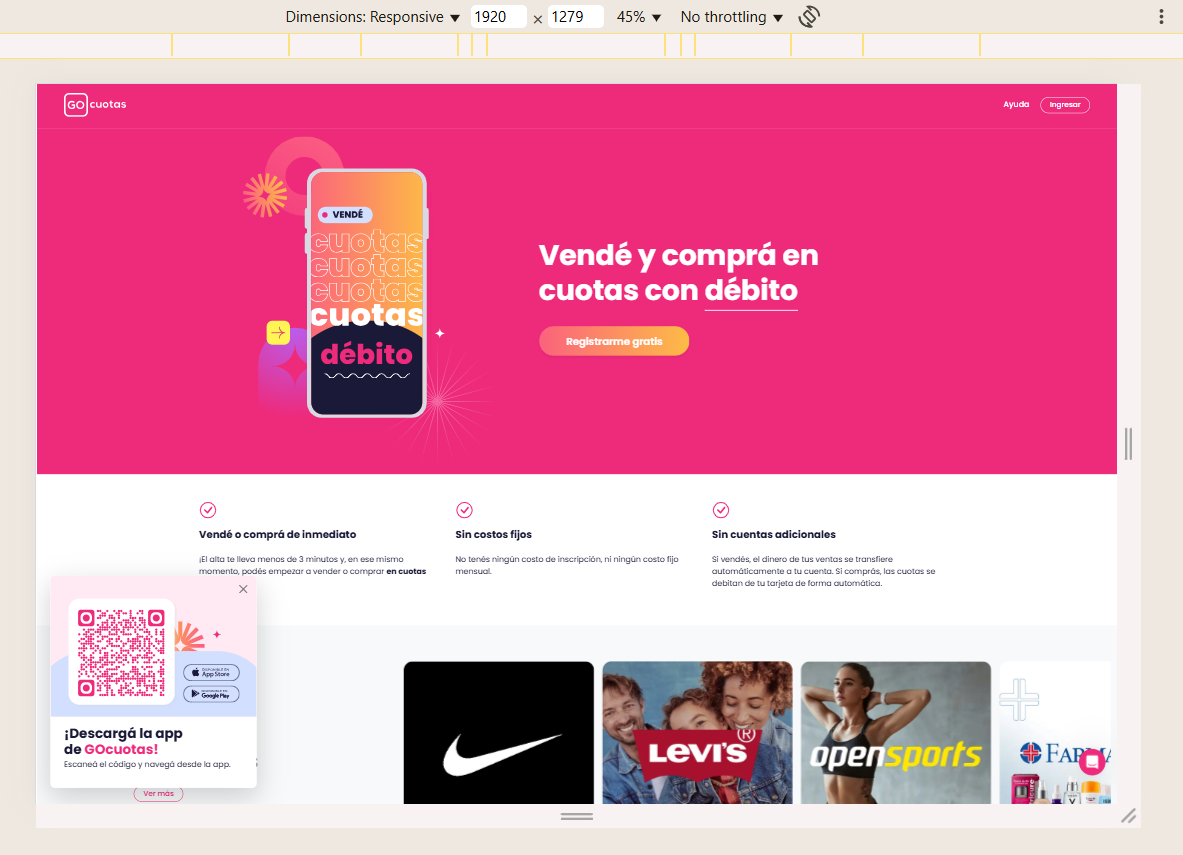 Dimensions: Responsive 1920 × 1279 45% No throttling
GO cuotas
Ayuda Ingresar
VENDÉ
cuotas
cuotas
cuotas
cuotas
débito
Vendé y comprá en
cuotas con débito
Registrarme gratis
Vendé o comprá de inmediato
¡El alta te lleva menos de 3 minutos y, en ese mismo
momento, podés empezar a vender o comprar en cuotas
Sin costos fijos
No tenés ningún costo de inscripción, ni ningún costo fijo
mensual.
Sin cuentas adicionales
Si vendés, el dinero de tus ventas se transfiere
automáticamente a tu cuenta. Si comprás, las cuotas se
debitan de tu tarjeta de forma automática.
App Store
Google Play
¡Descargá la app
de GOcuotas!
Escaneá el código y navegá desde la app.
Ver más
LEVI'S ®
opensports
FARMA